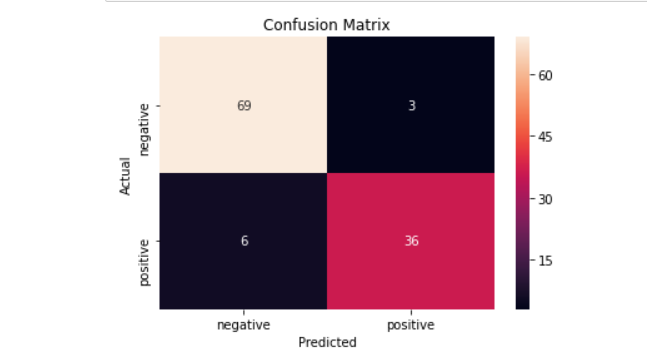 Confusion Matrix
Actual
negative
69
3
positive
6
36
negative
positive
Predicted
60
45
30
15